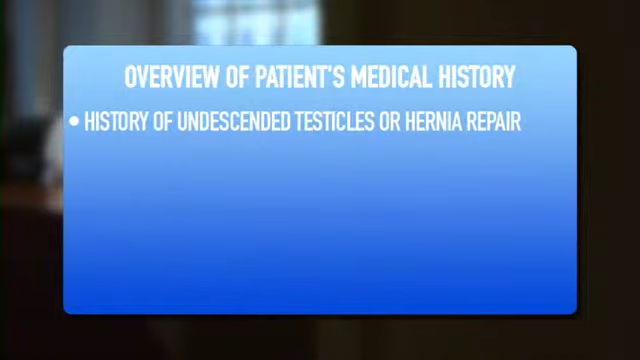 OVERVIEW OF PATIENT'S MEDICAL HISTORY
• HISTORY OF UNDESCENDED TESTICLES OR HERNIA REPAIR